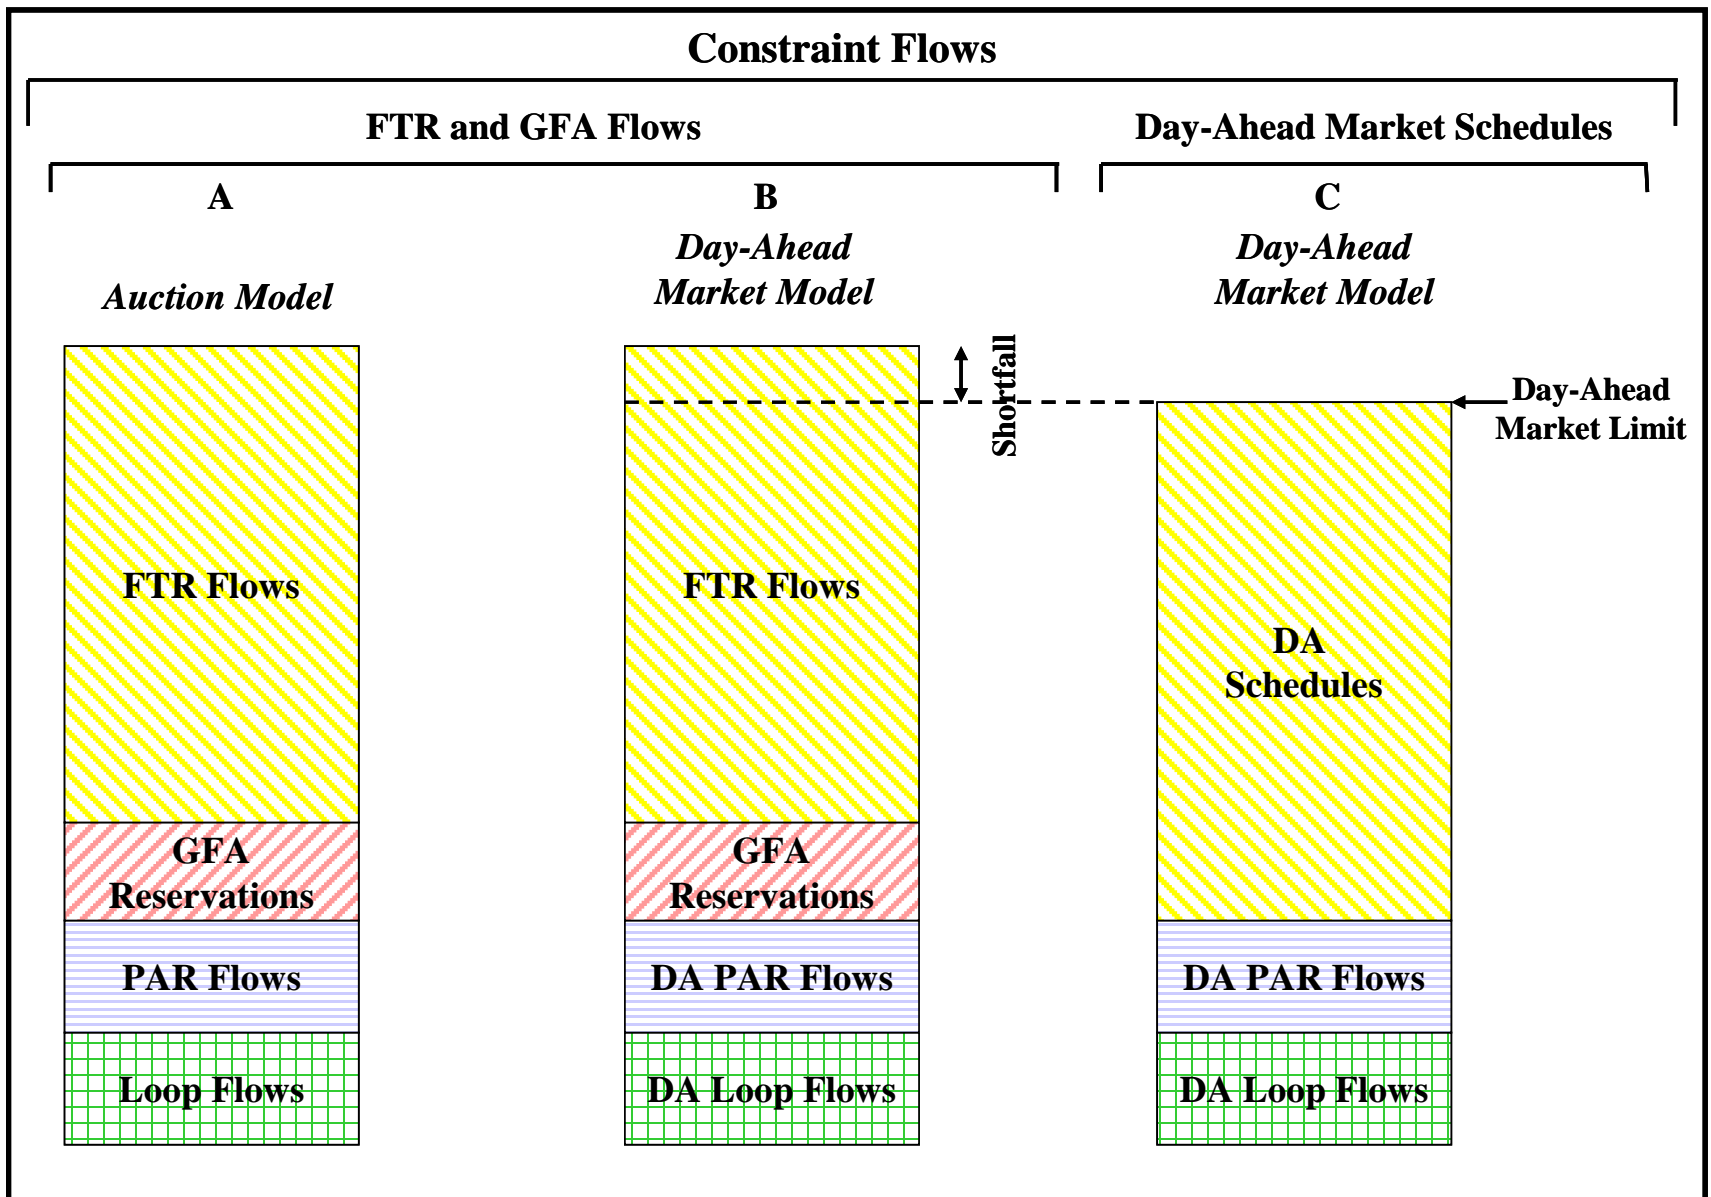 Constraint Flows
FTR and GFA Flows
Day-Ahead Market Schedules
A
B
C
Auction Model
Day-Ahead
Market Model
Day-Ahead
Market Model
Shortfall
Day-Ahead
Market Limit
FTR Flows
FTR Flows
DA
Schedules
GFA
Reservations
GFA
Reservations
PAR Flows
DA PAR Flows
DA PAR Flows
Loop Flows
DA Loop Flows
DA Loop Flows